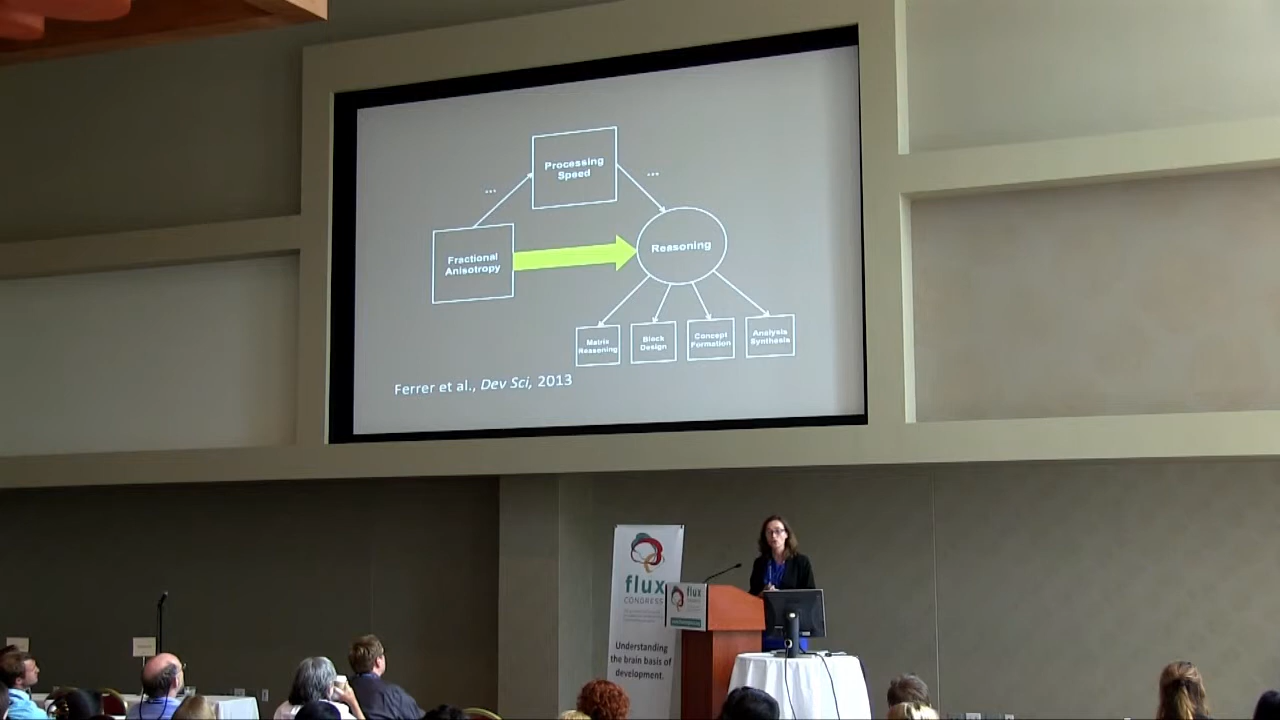 Processing
Speed
...
...
Fractional
Anisotropy
Reasoning
Matrix
Reasoning
Block
Design
Concept
Formation
Analysis
Synthesis
Ferrer et al., Dev Sci, 2013
flux
CONGRESS
Understanding
the brain basis of
development.
flux